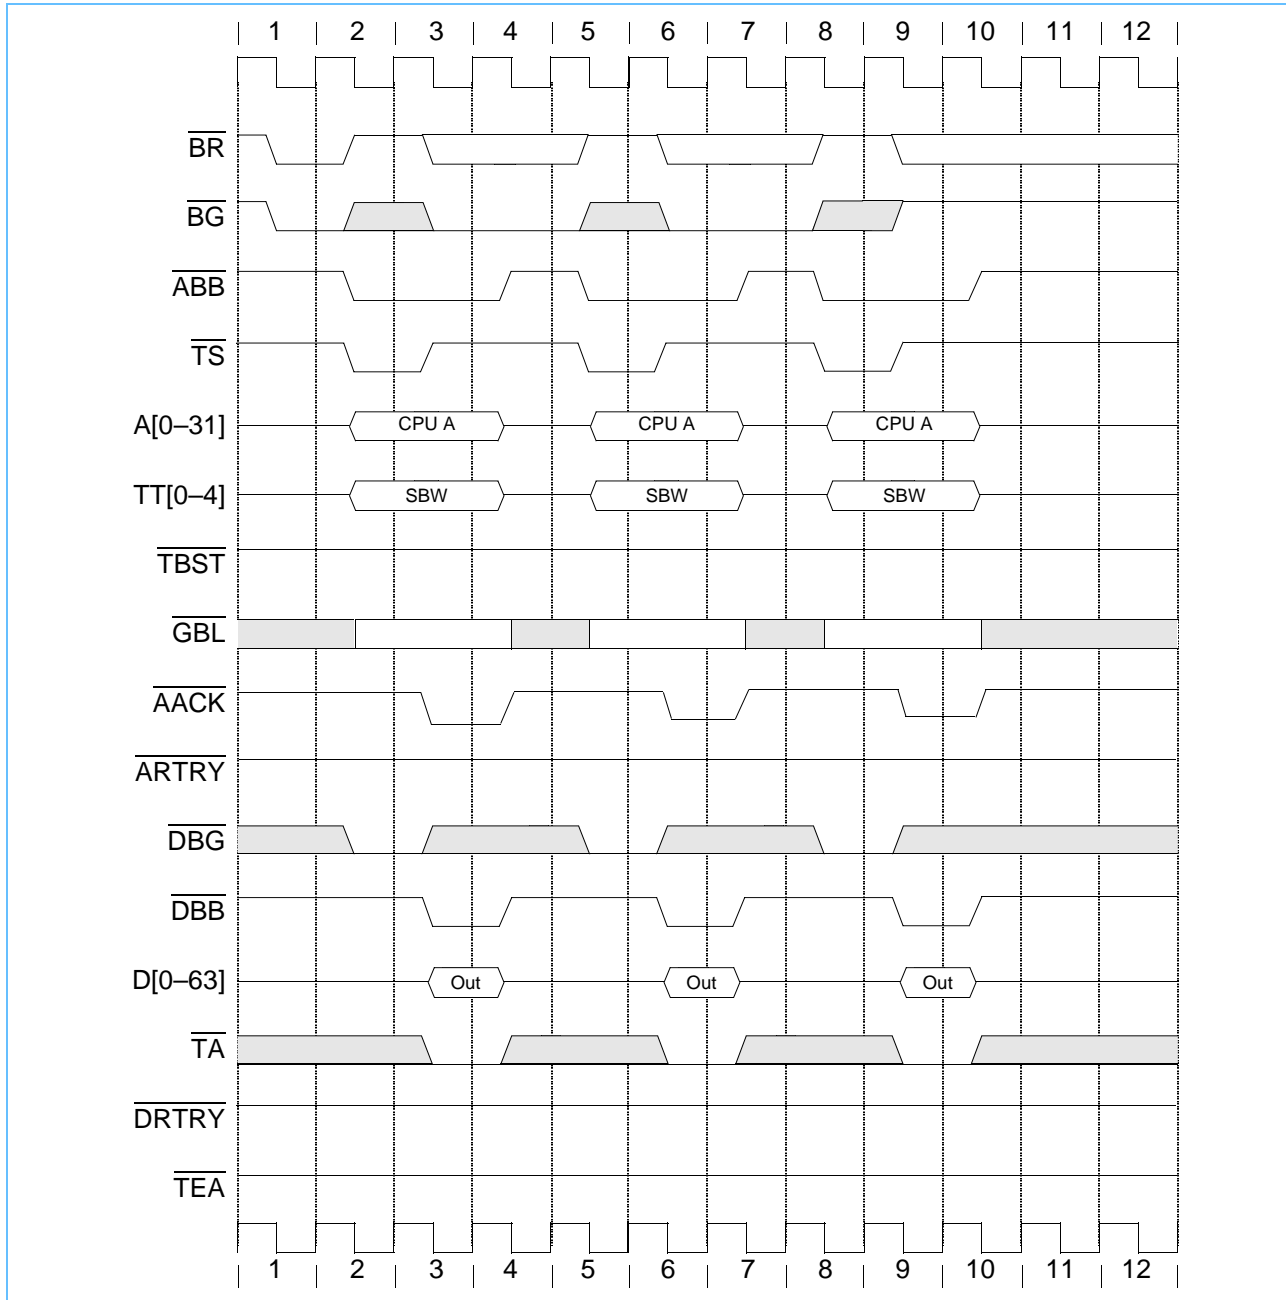 1 2 3 4 5 6 7 8 9 10 11 12
BR
BG
ABB
TS
A[0–31] CPU A CPU A CPU A
TT[0–4] SBW SBW SBW
TBST
GBL
AACK
ARTRY
DBG
DBB
D[0–63] Out Out Out
TA
DRTRY
TEA
1 2 3 4 5 6 7 8 9 10 11 12